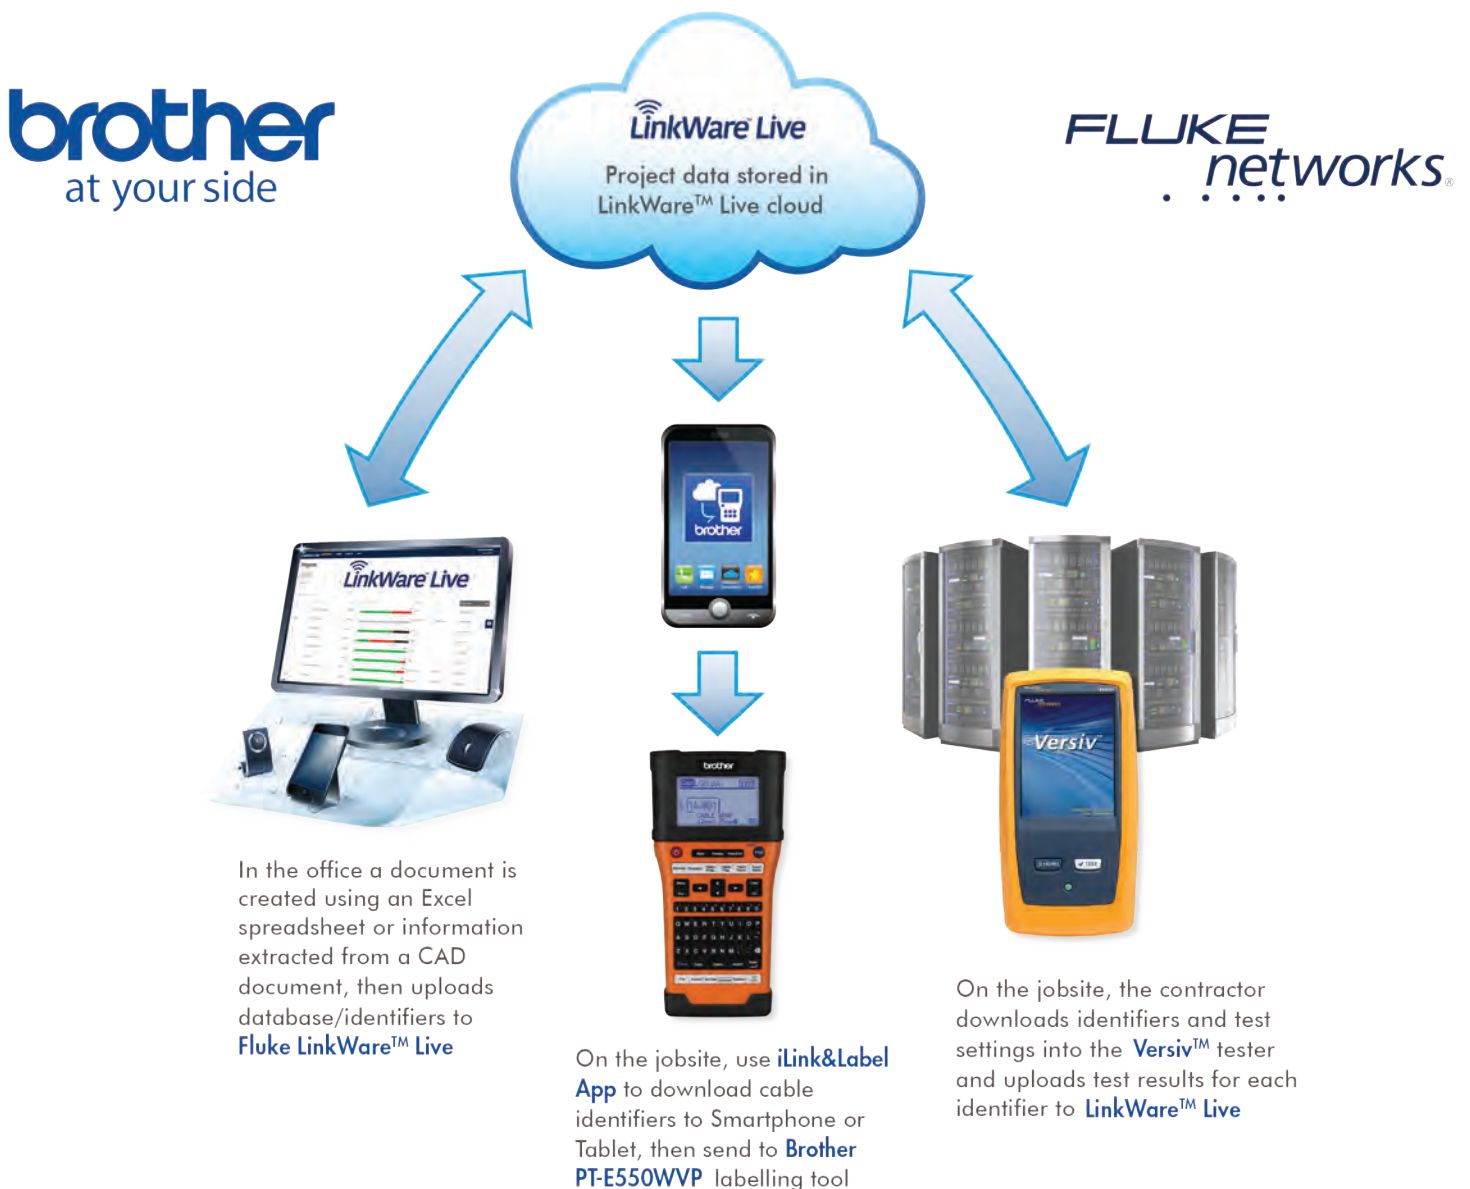 brother
at your side
LinkWare™ Live
Project data stored in
LinkWare™ Live cloud
FLUKE
networks®
brother
LinkWare™ Live
brother
FLUKE
Versiv™
In the office a document is
created using an Excel
spreadsheet or information
extracted from a CAD
document, then uploads
database/identifiers to
Fluke LinkWare™ Live
On the jobsite, use iLink&Label
App to download cable
identifiers to Smartphone or
Tablet, then send to Brother
PT-E550WVP labelling tool
On the jobsite, the contractor
downloads identifiers and test
settings into the Versiv™ tester
and uploads test results for each
identifier to LinkWare™ Live